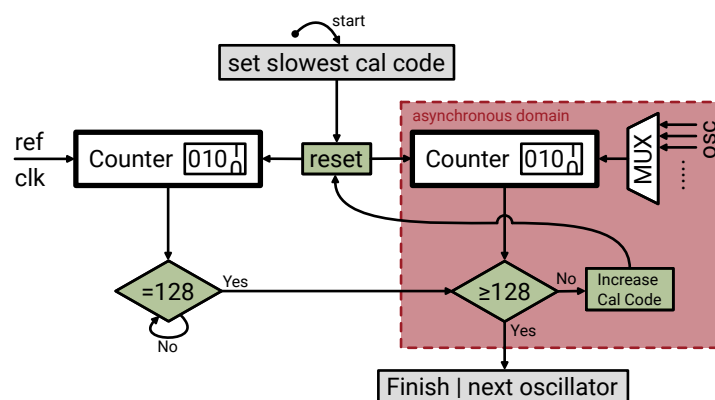 start
set slowest cal code
asynchronous domain
ref
clk
Counter 010
reset
Counter 010
MUX
osc
.....
=128
Yes
No
≥128
No
Increase
Cal Code
Yes
Finish | next oscillator